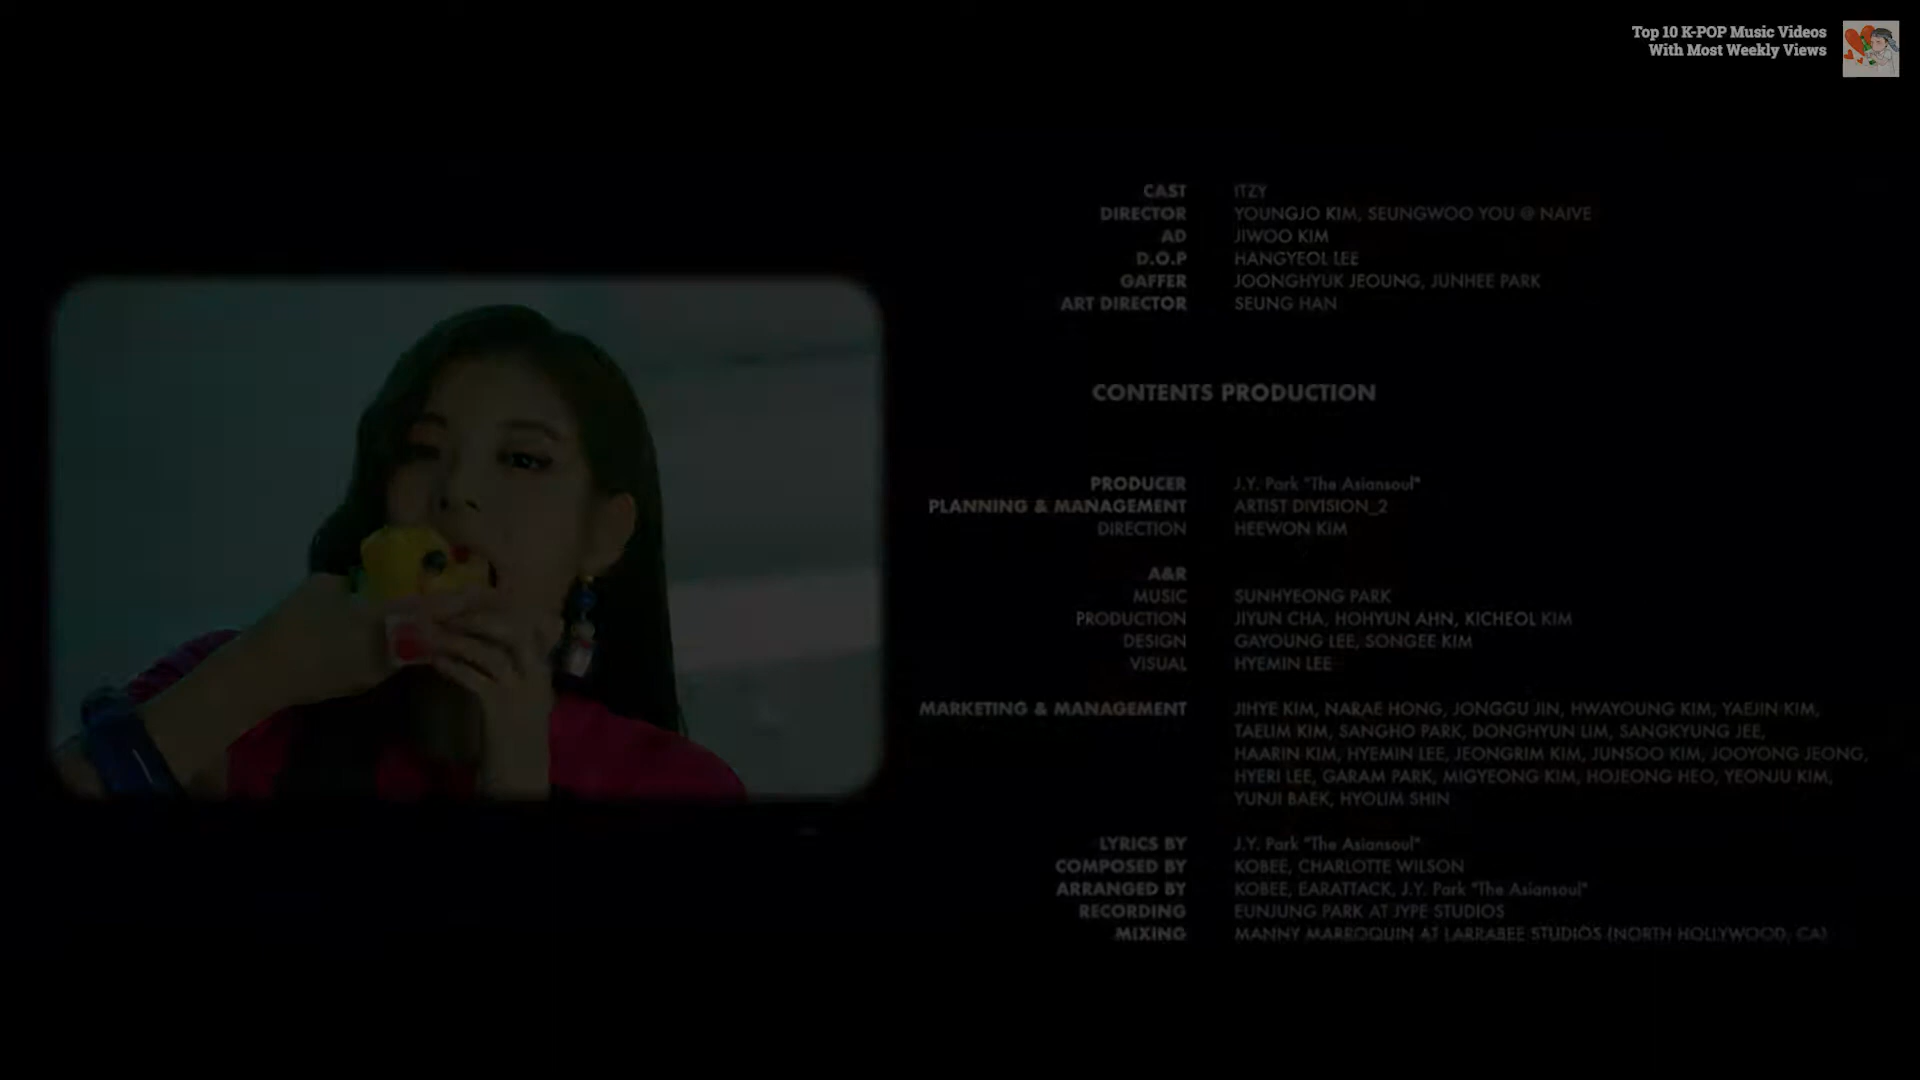 Top 10 K-POP Music Videos
With Most Weekly Views
CAST ITZY
DIRECTOR YOUNGJO KIM, SEUNGWOO YOU @ NAIVE
AD JIWOO KIM
D.O.P HANGYEOL LEE
GAFFER JOONGHYUK JEOUNG, JUNHEE PARK
ART DIRECTOR SEUNG HAN
CONTENTS PRODUCTION
PRODUCER J.Y. Park "The Asiansoul"
PLANNING & MANAGEMENT ARTIST DIVISION_2
DIRECTION HEEWON KIM
A&R
MUSIC SUNHYEONG PARK
PRODUCTION JIYUN CHA, HOHYUN AHN, KICHEOL KIM
DESIGN GAYOUNG LEE, SONGEE KIM
VISUAL HYEMIN LEE
MARKETING & MANAGEMENT JIHYE KIM, NARAE HONG, JONGGU JIN, HWAYOUNG KIM, YAEJIN KIM,
TAELIM KIM, SANGHO PARK, DONGHYUN LIM, SANGKYUNG JEE,
HAARIN KIM, HYEMIN LEE, JEONGRIM KIM, JUNSOO KIM, JOOYONG JEONG,
HYERI LEE, GARAM PARK, MIGYEONG KIM, HOJEONG HEO, YEONJU KIM,
YUNJI BAEK, HYOLIM SHIN
LYRICS BY J.Y. Park "The Asiansoul"
COMPOSED BY KOBEE, CHARLOTTE WILSON
ARRANGED BY KOBEE, EARATTACK, J.Y. Park "The Asiansoul"
RECORDING EUNJUNG PARK AT JYPE STUDIOS
MIXING MANNY MARROQUIN AT LARRABEE STUDIOS (NORTH HOLLYWOOD, CA)